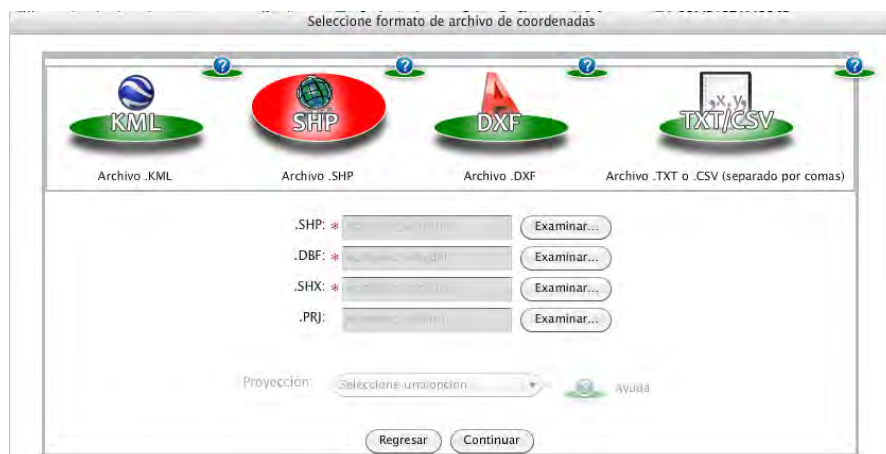 Seleccione formato de archivo de coordenadas
? ? ? ?
KML SHP DXF ,x,y, TXT/CSV
Archivo .KML Archivo .SHP Archivo .DXF Archivo .TXT o .CSV (separado por comas)
.SHP: * Examinar...
.DBF: * Examinar...
.SHX: * Examinar...
.PRJ: Examinar...
Proyección: Seleccione una opcion Ayuda
Regresar Continuar